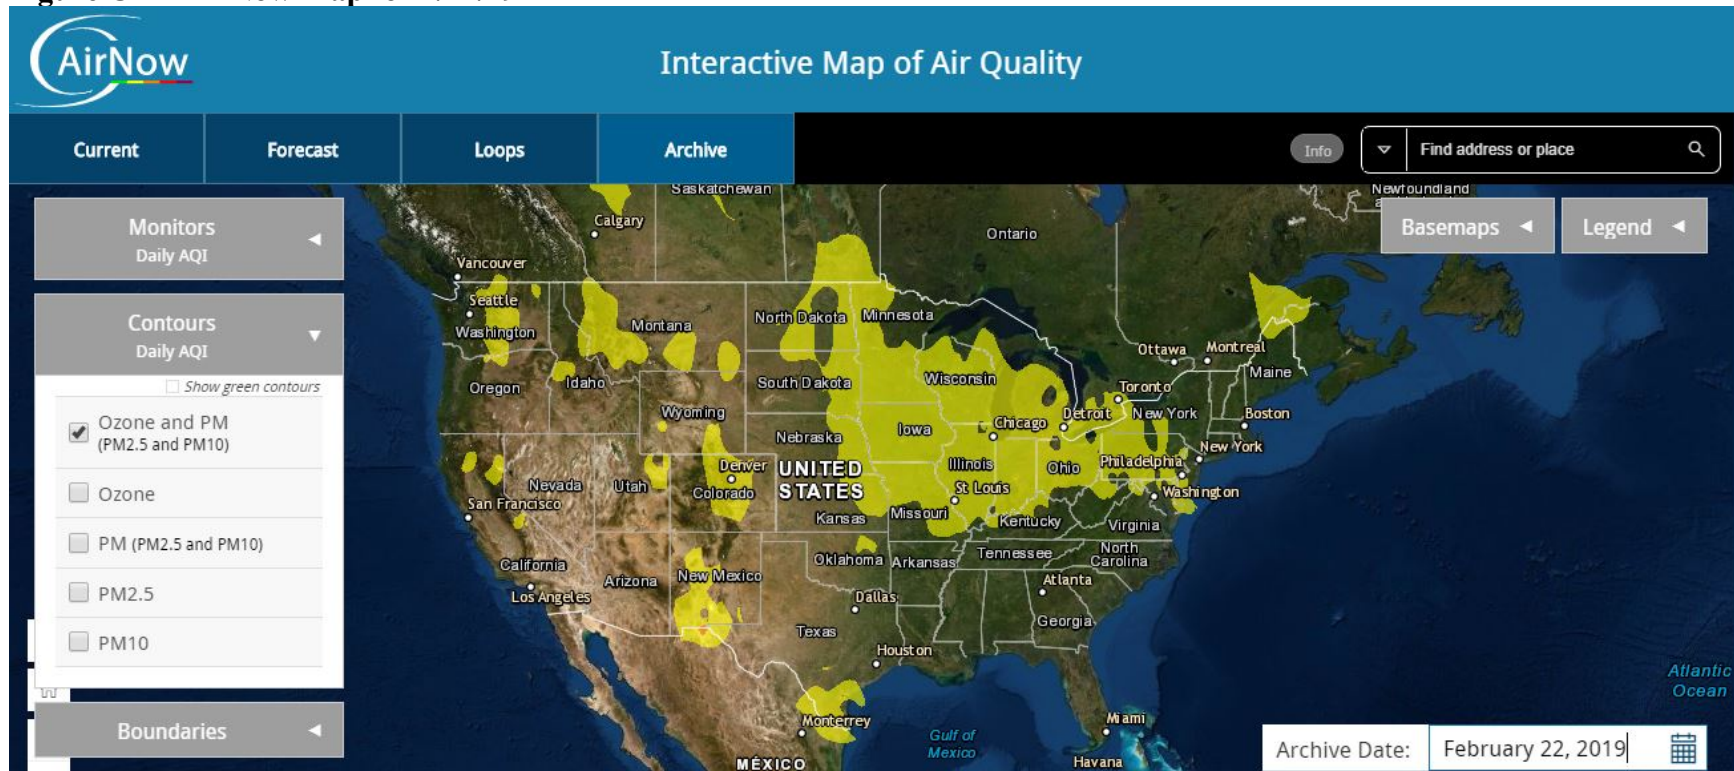 AirNow
Interactive Map of Air Quality
Current
Forecast
Loops
Archive
Info
Find address or place
Monitors
Daily AQI
Contours
Daily AQI
Show green contours
Ozone and PM
(PM2.5 and PM10)
Ozone
PM (PM2.5 and PM10)
PM2.5
PM10
Boundaries
Basemaps
Legend
Saskatchewan
Newfoundland
Calgary
Ontario
Vancouver
Seattle
Washington
Montana
North Dakota
Minnesota
Ottawa
Montreal
Maine
Oregon
Idaho
South Dakota
Wisconsin
Toronto
Wyoming
Detroit
New York
Boston
Chicago
Nebraska
Iowa
New York
Denver
UNITED
STATES
Illinois
Ohio
Philadelphia
Nevada
Utah
Colorado
St Louis
Washington
San Francisco
Kansas
Missouri
Kentucky
Virginia
California
Arizona
New Mexico
Oklahoma
Arkansas
Tennessee
North
Carolina
Los Angeles
Dallas
Atlanta
Georgia
Texas
Houston
Atlantic
Ocean
Monterrey
Gulf of
Mexico
Miami
MÉXICO
Havana
Archive Date:
February 22, 2019